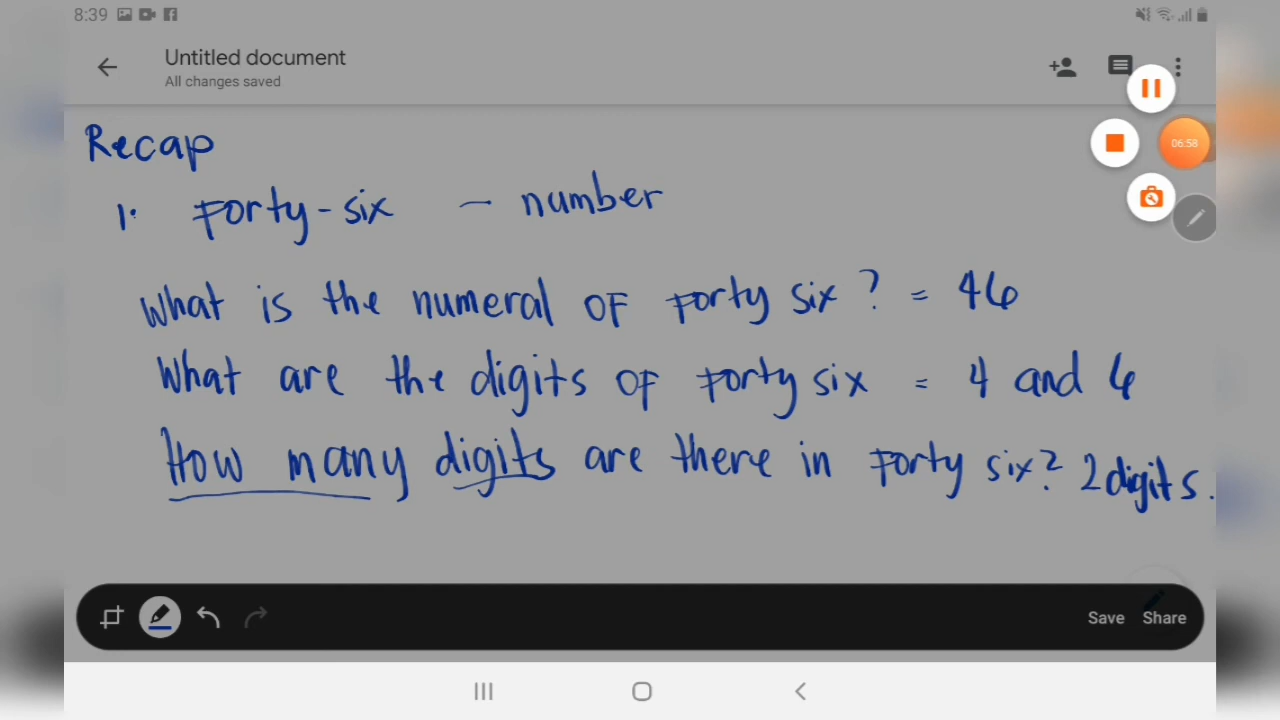 8:39
Untitled document
All changes saved
06:58
Recap
1. Forty-six - number
What is the numeral OF Forty six? = 46
What are the digits OF Forty six = 4 and 6
How many digits are there in Forty six? 2 digits.
Save Share